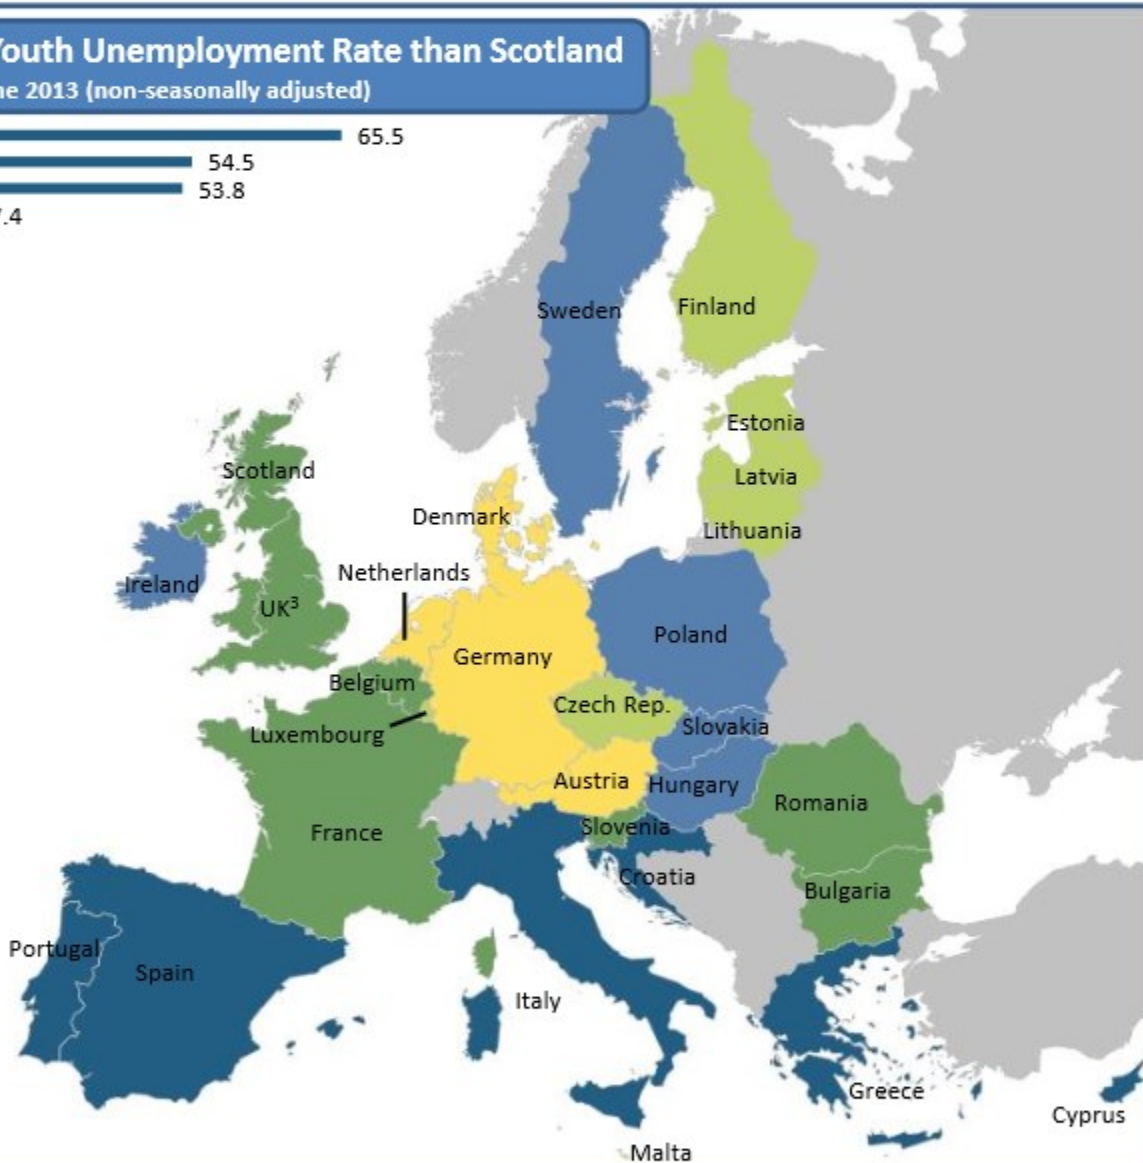 Youth Unemployment Rate than Scotland
ne 2013 (non-seasonally adjusted)
65.5
54.5
53.8
.4
Sweden
Finland
Estonia
Scotland
Latvia
Denmark
Lithuania
Netherlands
Ireland
UK³
Poland
Germany
Belgium
Czech Rep.
Slovakia
Luxembourg
Austria
Hungary
Romania
Slovenia
France
Croatia
Bulgaria
Portugal
Spain
Italy
Greece
Cyprus
Malta